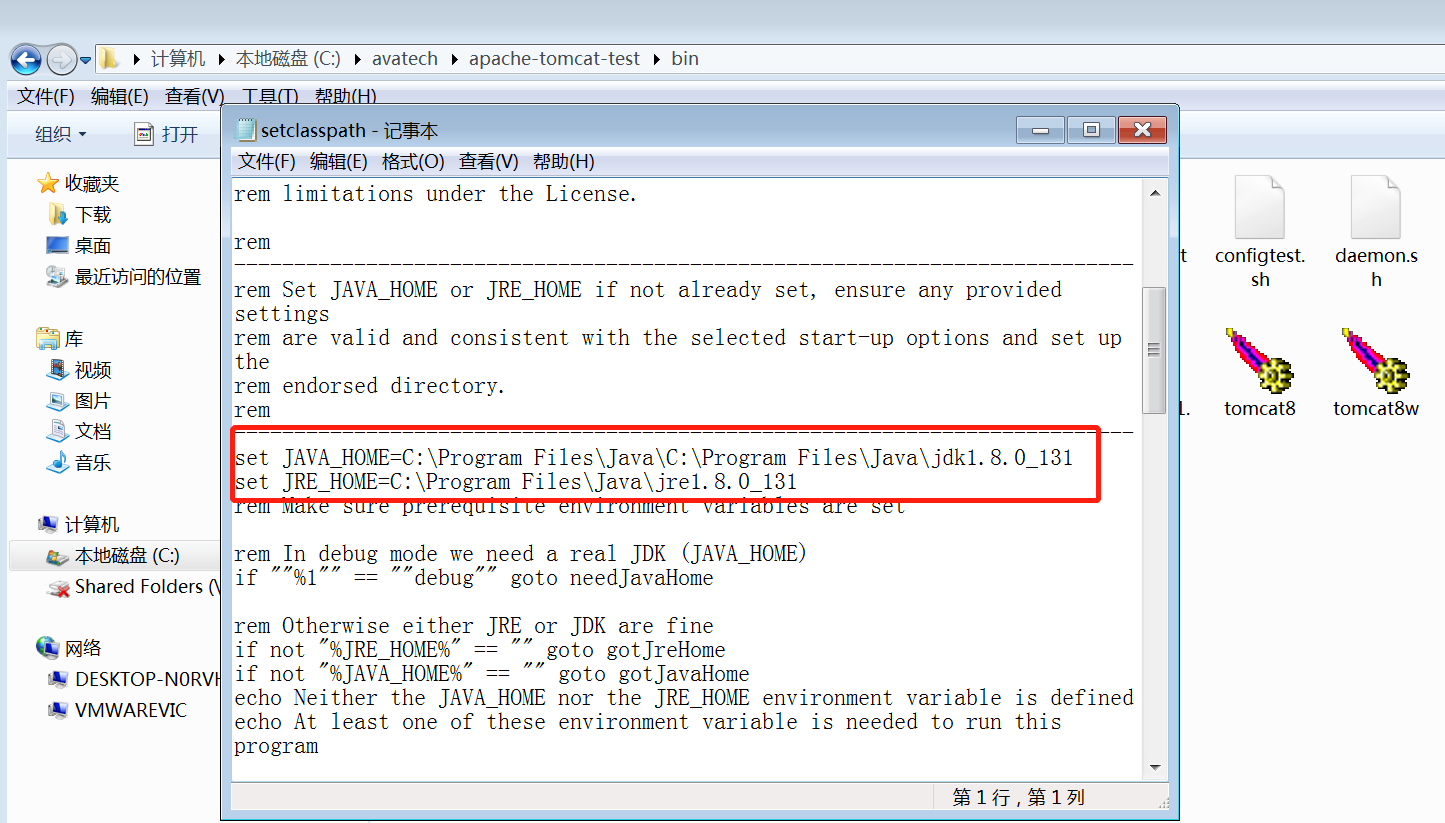 计算机 本地磁盘 (C:) avatech apache-tomcat-test bin
文件(F) 编辑(E) 查看(V) 工具(T) 帮助(H)
组织 打开
收藏夹
下载
桌面
最近访问的位置
库
视频
图片
文档
音乐
计算机
本地磁盘 (C:)
Shared Folders (\
网络
DESKTOP-N0RVH
VMWAREVIC
setclasspath - 记事本
文件(F) 编辑(E) 格式(O) 查看(V) 帮助(H)
rem limitations under the License.
rem
---------------------------------------------------------------------------
rem Set JAVA_HOME or JRE_HOME if not already set, ensure any provided
settings
rem are valid and consistent with the selected start-up options and set up
the
rem endorsed directory.
rem
---------------------------------------------------------------------------
set JAVA_HOME=C:\Program Files\Java\C:\Program Files\Java\jdk1.8.0_131
set JRE_HOME=C:\Program Files\Java\jre1.8.0_131
rem Make sure prerequisite environment variables are set
rem In debug mode we need a real JDK (JAVA_HOME)
if ""%1"" == ""debug"" goto needJavaHome
rem Otherwise either JRE or JDK are fine
if not "%JRE_HOME%" == "" goto gotJreHome
if not "%JAVA_HOME%" == "" goto gotJavaHome
echo Neither the JAVA_HOME nor the JRE_HOME environment variable is defined
echo At least one of these environment variable is needed to run this
program
第 1 行，第 1 列
t
configtest.
sh
daemon.s
h
1.
tomcat8
tomcat8w